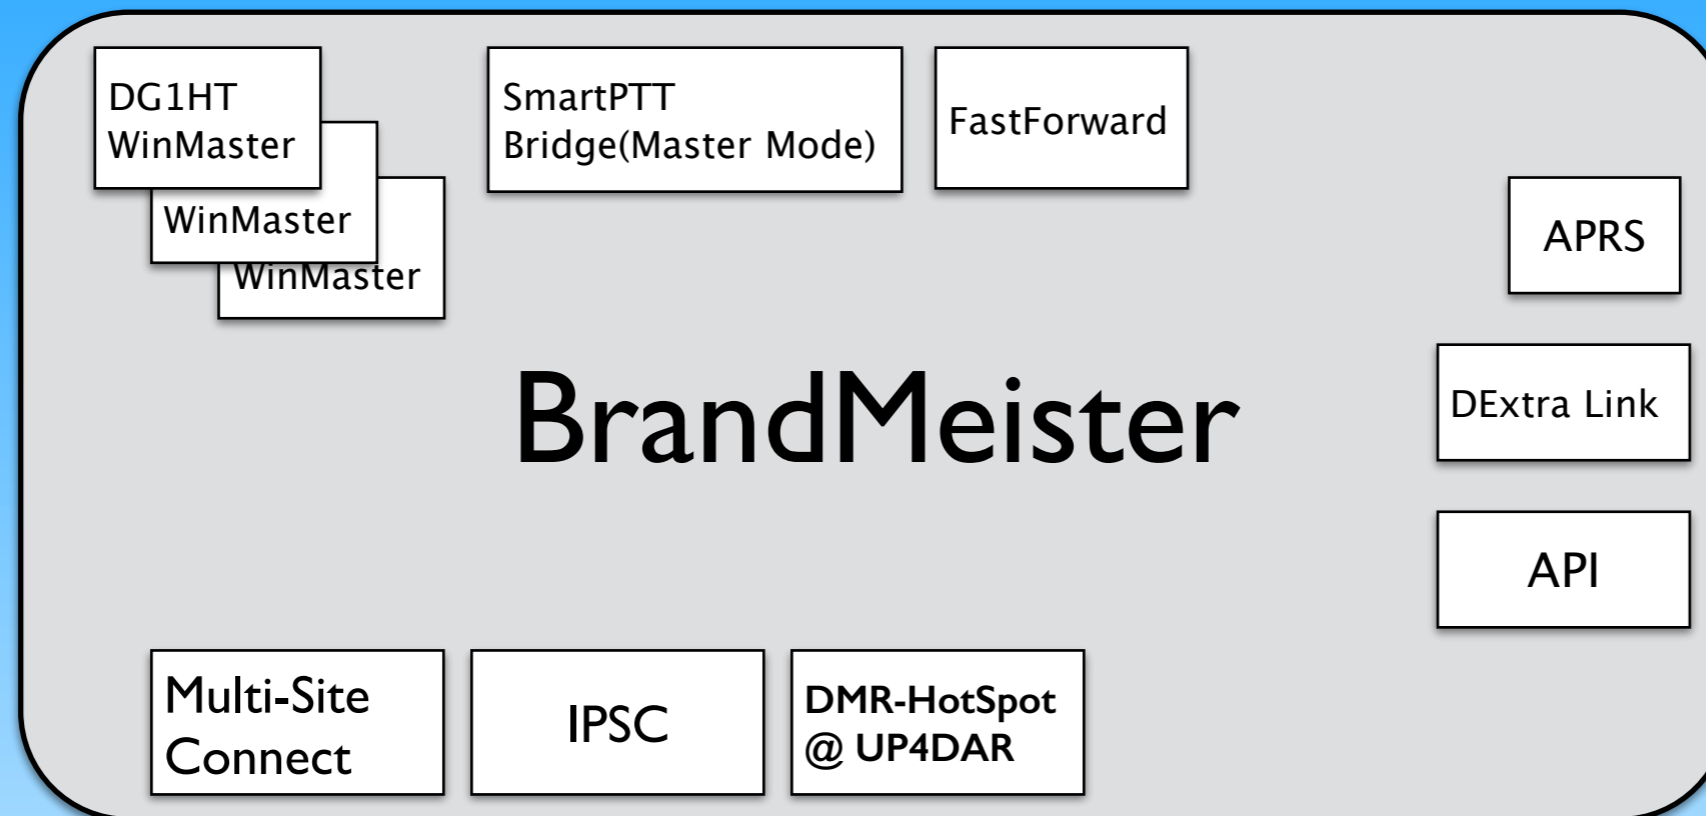 DG1HT
WinMaster
WinMaster
WinMaster
SmartPTT
Bridge(Master Mode)
FastForward
APRS
BrandMeister
DExtra Link
API
Multi-Site
Connect
IPSC
DMR-HotSpot
@ UP4DAR